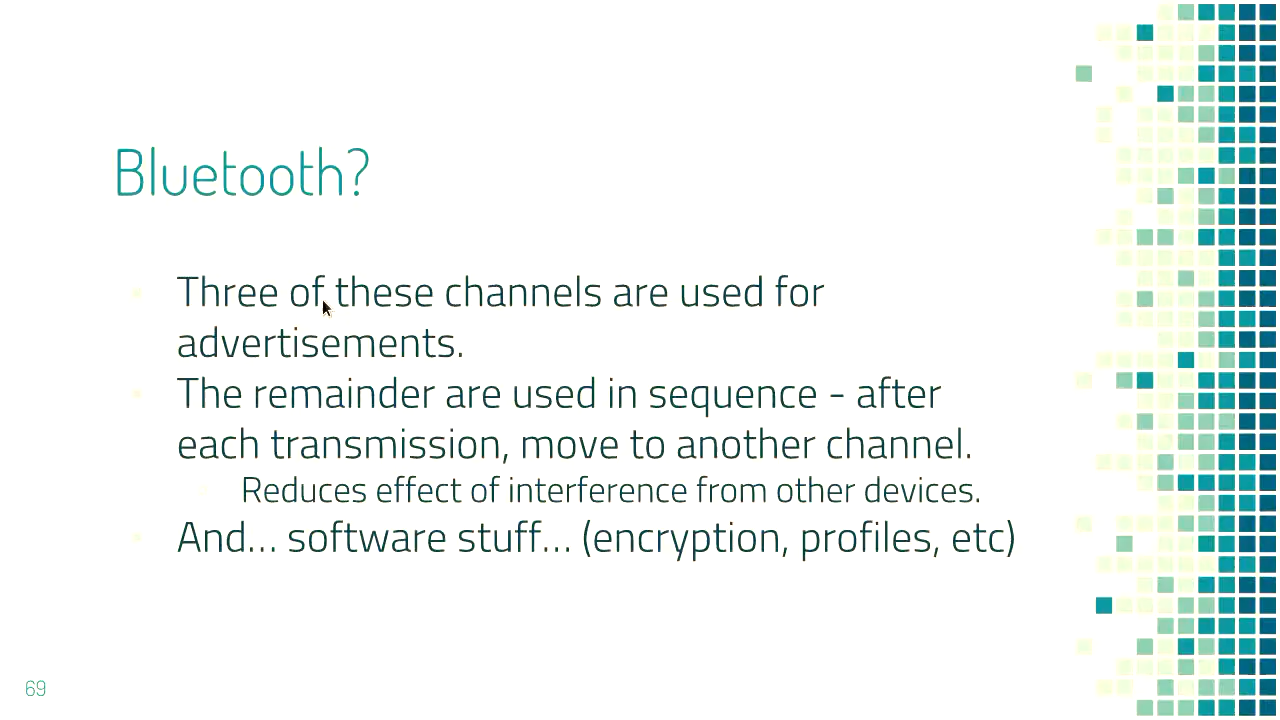 Bluetooth?
Three of these channels are used for
advertisements.
The remainder are used in sequence - after
each transmission, move to another channel.
Reduces effect of interference from other devices.
And... software stuff... (encryption, profiles, etc)
69